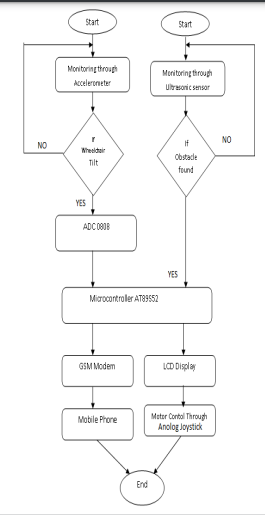 Start
Start
Monitoring through
Accelerometer
Monitoring through
Ultrasonic sensor
If
Wheelchair
Tilt
If
Obstacle
found
NO
NO
YES
ADC 0808
YES
Microcontroller AT89S52
GSM Modem
LCD Display
Mobile Phone
Motor Contol Through
Anolog Joystick
End